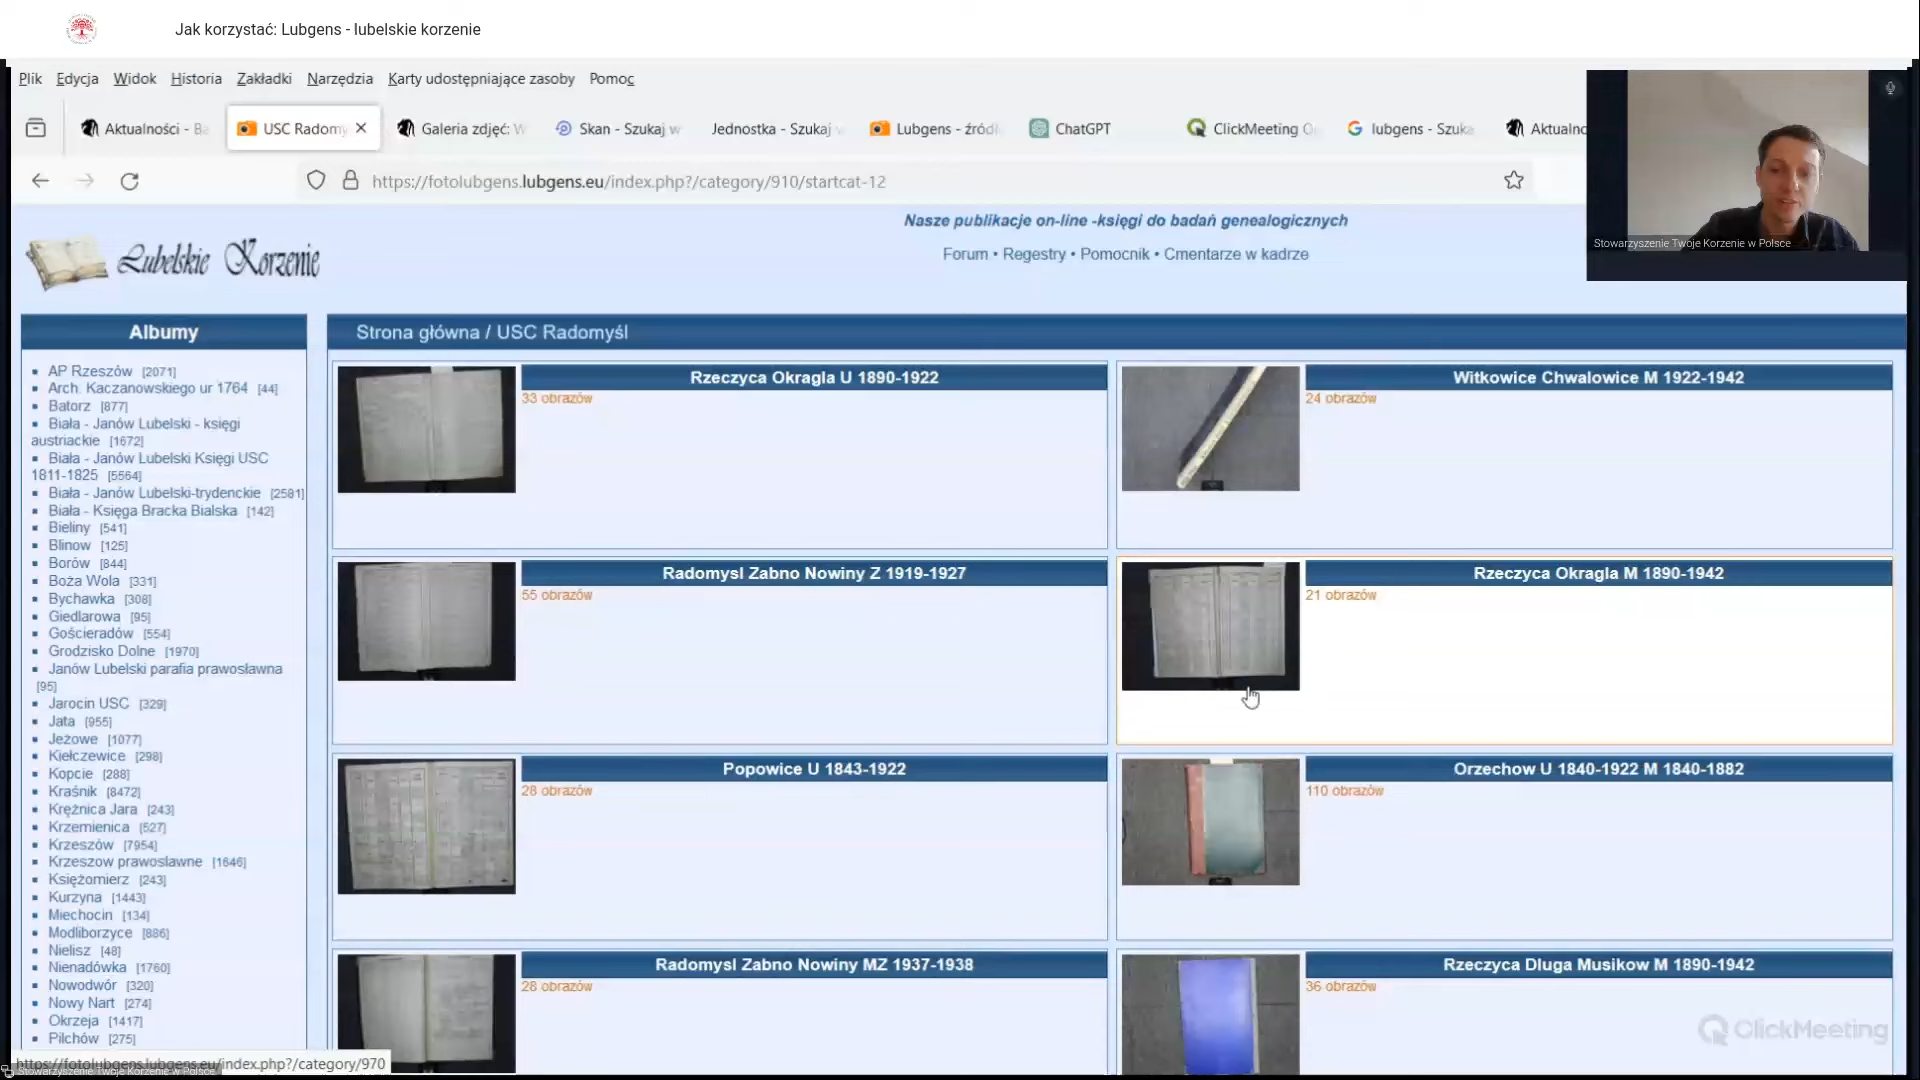 Jak korzystać: Lubgens - lubelskie korzenie
Plik Edycja Widok Historia Zakładki Narzędzia Karty udostępniające zasoby Pomoc
Aktualności - Ba
USC Radomy
Galeria zdjęć: W
Skan - Szukaj w
Jednostka - Szukaj
Lubgens - źródł
ChatGPT
ClickMeeting
lubgens - Szuka
Aktualno
https://fotolubgens.lubgens.eu/index.php?/category/910/startcat-12
Stowarzyszenie Twoje Korzenie w Polsce
Nasze publikacje on-line -księgi do badań genealogicznych
Lubelskie Korzenie
Forum • Regestry • Pomocnik • Cmentarze w kadrze
Albumy
AP Rzeszów [2071]
Arch. Kaczanowskiego ur 1764 [44]
Batorz [877]
Biała - Janów Lubelski - księgi
austriackie [1672]
Biała - Janów Lubelski Księgi USC
1811-1825 [5564]
Biała - Janów Lubelski-trydenckie [2581]
Biała - Księga Bracka Bialska [142]
Bieliny [541]
Blinow [125]
Borów [844]
Boża Wola [331]
Bychawka [308]
Giedlarowa [95]
Gościeradów [554]
Grodzisko Dolne [1970]
Janów Lubelski parafia prawosławna
[95]
Jarocin USC [329]
Jata [955]
Jeżowe [1077]
Kiełczewice [298]
Kopcie [288]
Kraśnik [8472]
Krężnica Jara [243]
Krzemienica [527]
Krzeszów [7954]
Krzeszow prawoslawne [1646]
Księżomierz [243]
Kurzyna [1443]
Miechocin [134]
Modliborzyce [886]
Nielisz [48]
Nienadówka [1760]
Nowodwór [320]
Nowy Nart [274]
Okrzeja [1417]
Pilchów [275]
Strona główna / USC Radomyśl
Rzeczyca Okragla U 1890-1922
33 obrazów
Witkowice Chwalowice M 1922-1942
24 obrazów
Radomysl Zabno Nowiny Z 1919-1927
55 obrazów
Rzeczyca Okragla M 1890-1942
21 obrazów
Popowice U 1843-1922
28 obrazów
Orzechow U 1840-1922 M 1840-1882
110 obrazów
Radomysl Zabno Nowiny MZ 1937-1938
28 obrazów
Rzeczyca Dluga Musikow M 1890-1942
36 obrazów
ClickMeeting
https://fotolubgens.lubgens.eu/index.php?/category/970
Stowarzyszenie Twoje Korzenie w Polsce